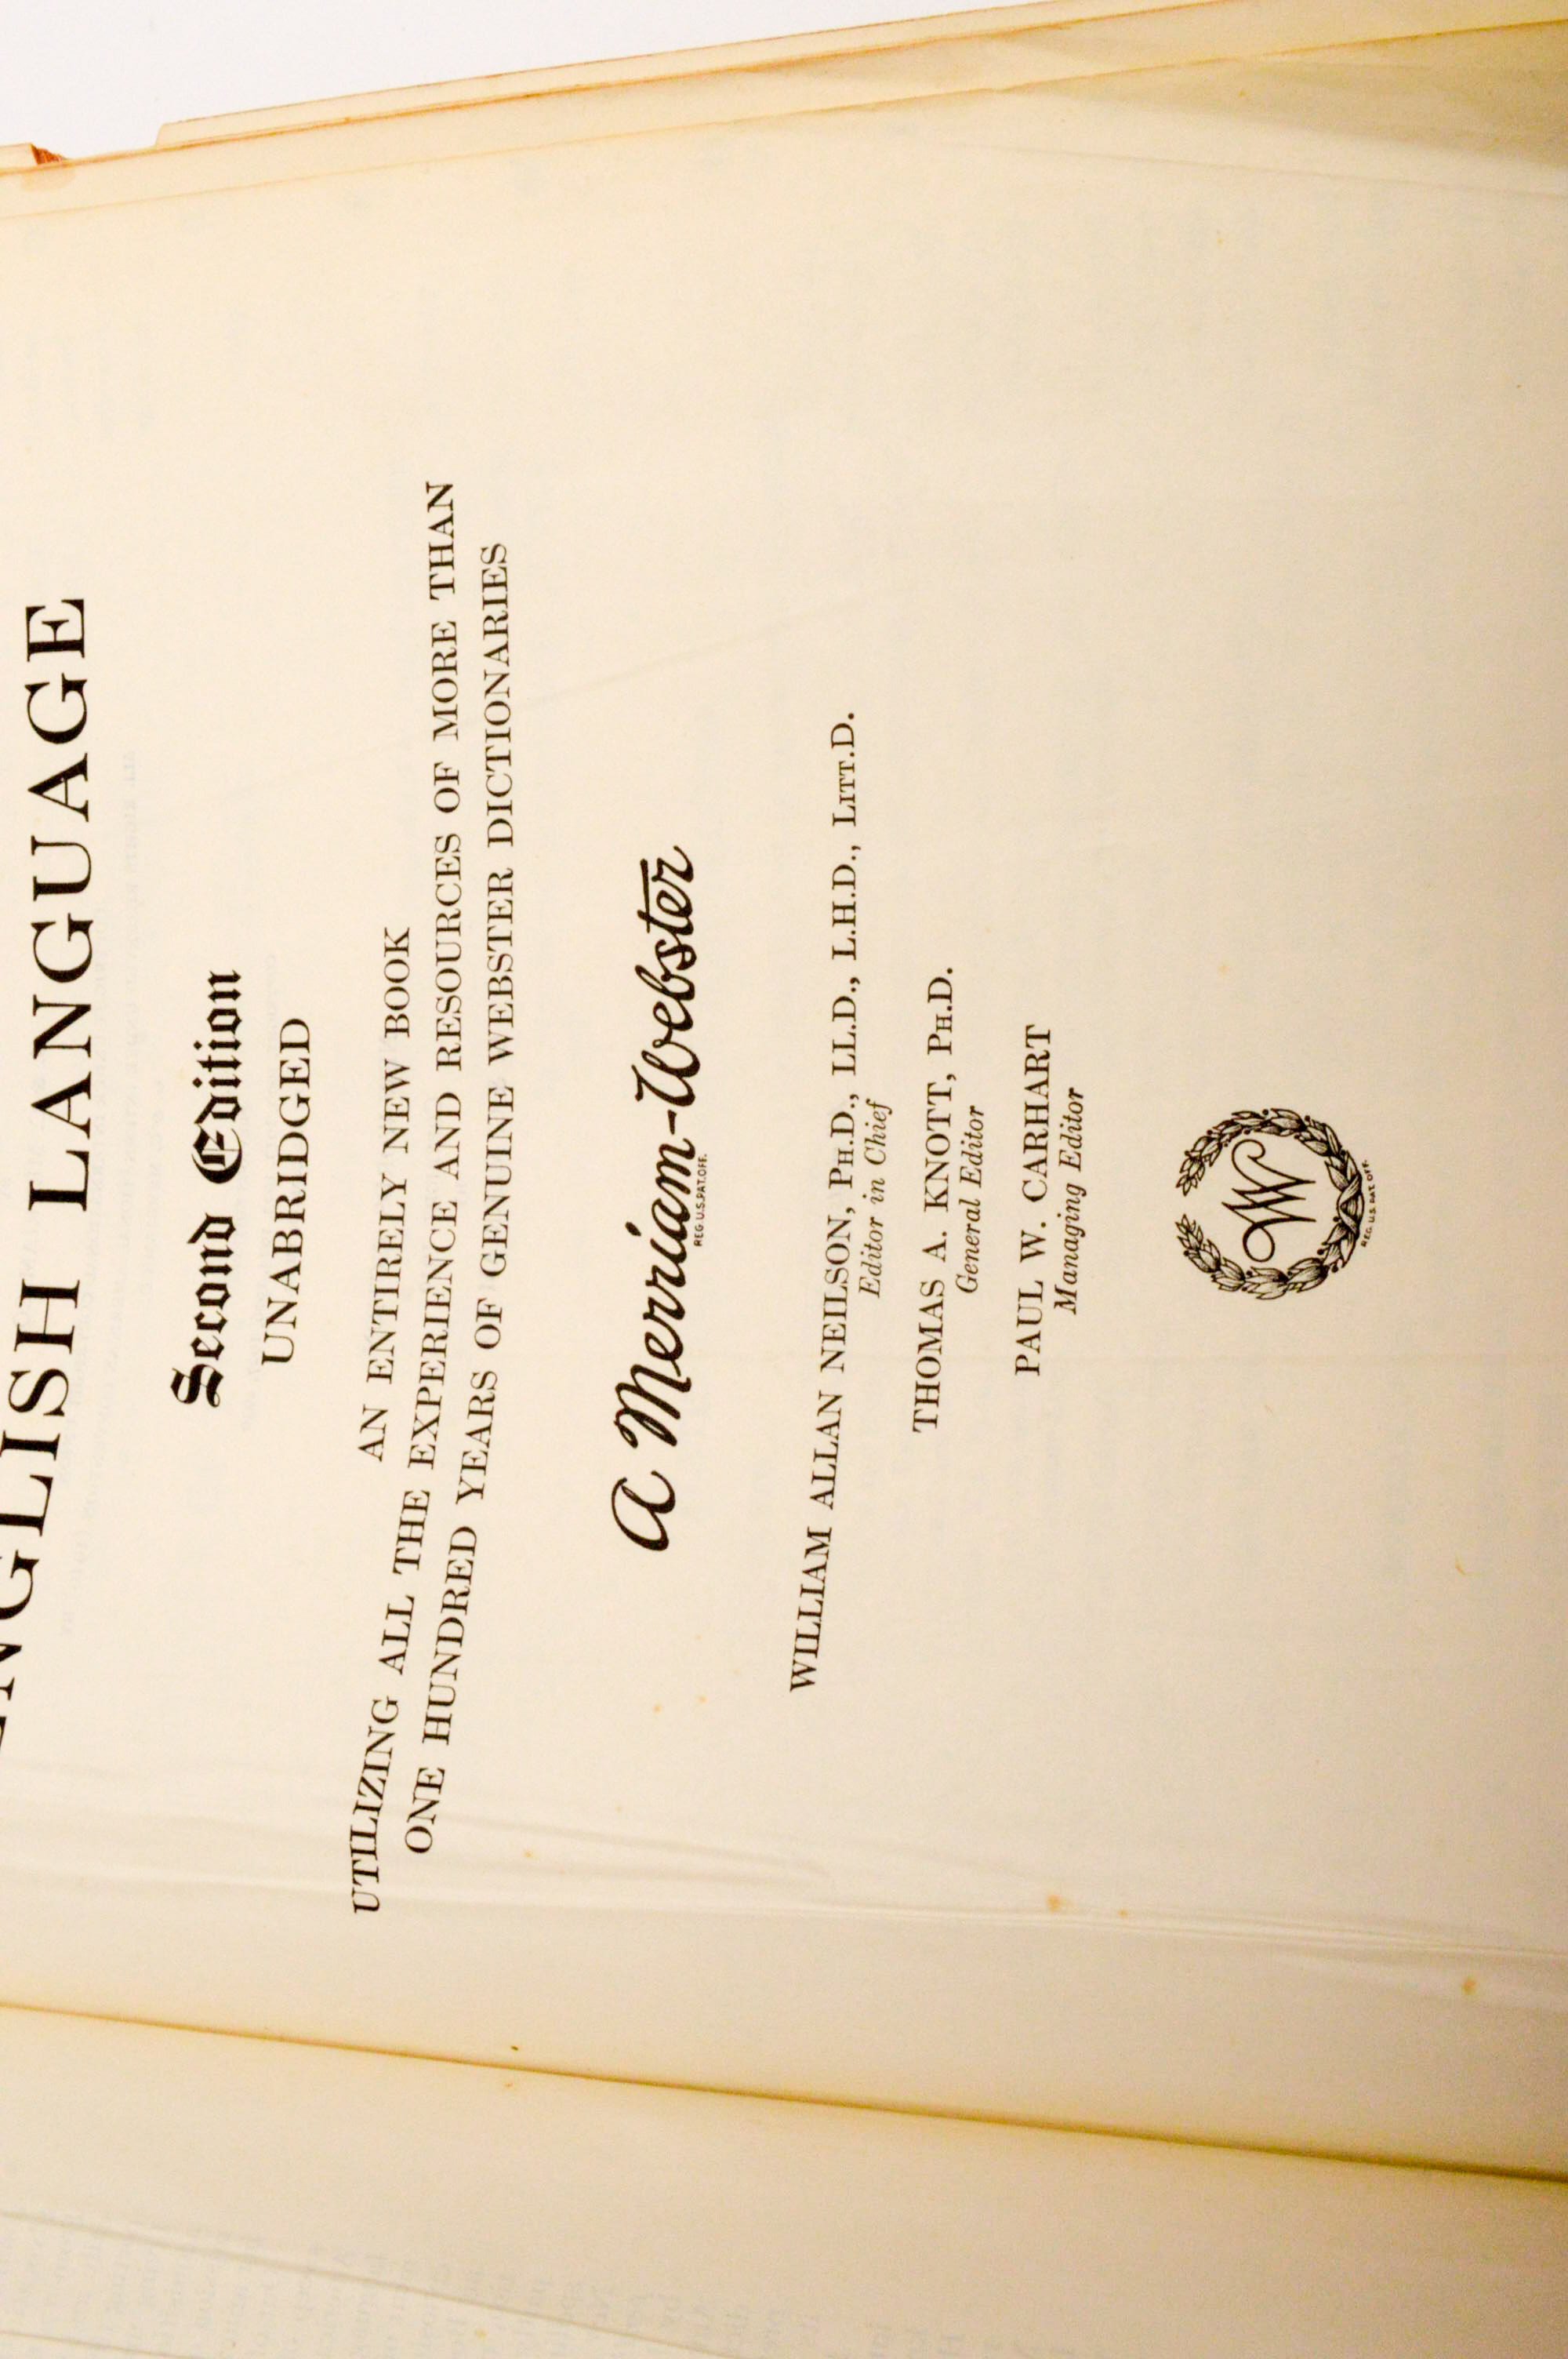 ENGLISH LANGUAGE
Second Edition
UNABRIDGED
AN ENTIRELY NEW BOOK
UTILIZING ALL THE EXPERIENCE AND RESOURCES OF MORE THAN
ONE HUNDRED YEARS OF GENUINE WEBSTER DICTIONARIES
a Merriam-Webster
REG. U.S. PAT. OFF.
WILLIAM ALLAN NEILSON, PH.D., LL.D., L.H.D., LITT.D.
Editor in Chief
THOMAS A. KNOTT, PH.D.
General Editor
PAUL W. CARHART
Managing Editor
W
REG. U.S. PAT. OFF.